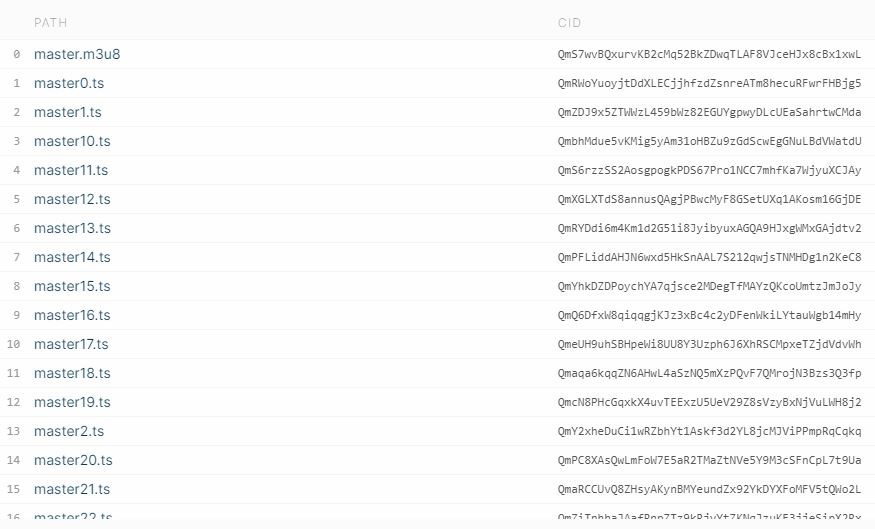 PATH CID
0 master.m3u8 QmS7wvBQxurvKB2cMq52BkZDwqTLAF8VJceHJx8cBx1xwL
1 master0.ts QmRWoYuoyjtDdXLECjjhfzdZsnreATm8hecuRFwrFHBjg5
2 master1.ts QmZDJ9x5ZTWWzL459bWz82EGUYgpwyDLcUEaSahrtwCMda
3 master10.ts QmbhMdue5vKMig5yAm31oHBZu9zGdScwEgGNuLBdVWatdU
4 master11.ts QmS6rzzSS2AosgpogkPDS67Pro1NCC7mhfKa7WjyuXCJAy
5 master12.ts QmXGLXTdS8annusQAgjPBwcMyF8GSetUXq1AKosm16GjDE
6 master13.ts QmRYDdi6m4Km1d2G51i8JyibyuxAGQA9HJxgWMxGAjdtv2
7 master14.ts QmPFLiddAHJN6wxd5HkSnAAL7S212qwjsTNMHDg1n2KeC8
8 master15.ts QmYhkDZDPoychYA7qjsce2MDegTfMAYzQKcoUmtzJmJoJy
9 master16.ts QmQ6DfxW8qiqqgjKJz3xBc4c2yDFenWkiLYtauWgb14mHy
10 master17.ts QmeUH9uhSBHpeWi8UU8Y3Uzph6J6XhRSCMpxeTZjdVdvWh
11 master18.ts Qmaqa6kqqZN6AHwL4aSzNQ5mXzPQvF7QMrojN3Bzs3Q3fp
12 master19.ts QmcN8PHcGqxkX4uvTEExzU5UeV29Z8sVzyBxNjVuLWH8j2
13 master2.ts QmY2xheDuCi1wRZbhYt1Askf3d2YL8jcMJViPPmpRqCqkq
14 master20.ts QmPC8XAsQwLmFoW7E5aR2TMaZtNVe5Y9M3cSFnCpL7t9Ua
15 master21.ts QmaRCCUvQ8ZHsyAKynBMYeundZx92YkDYXFoMFV5tQWo2L
16 master22.ts